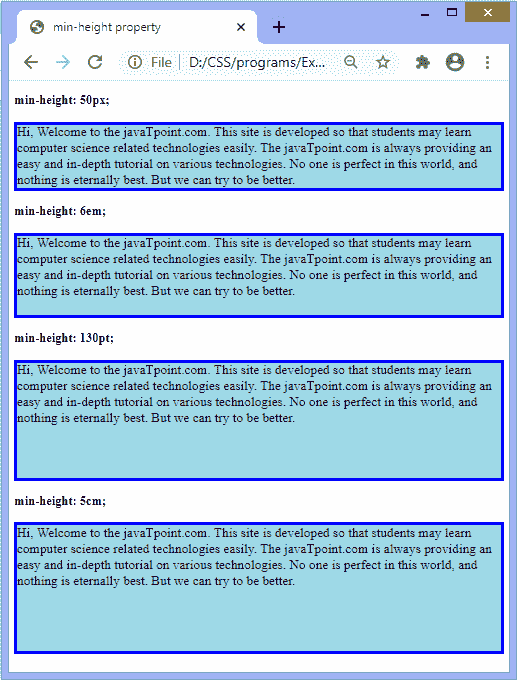 min-height property
File
D:/CSS/programs/Ex...
min-height: 50px;
Hi, Welcome to the javaTpoint.com. This site is developed so that students may learn
computer science related technologies easily. The javaTpoint.com is always providing an
easy and in-depth tutorial on various technologies. No one is perfect in this world, and
nothing is eternally best. But we can try to be better.
min-height: 6em;
Hi, Welcome to the javaTpoint.com. This site is developed so that students may learn
computer science related technologies easily. The javaTpoint.com is always providing an
easy and in-depth tutorial on various technologies. No one is perfect in this world, and
nothing is eternally best. But we can try to be better.
min-height: 130pt;
Hi, Welcome to the javaTpoint.com. This site is developed so that students may learn
computer science related technologies easily. The javaTpoint.com is always providing an
easy and in-depth tutorial on various technologies. No one is perfect in this world, and
nothing is eternally best. But we can try to be better.
min-height: 5cm;
Hi, Welcome to the javaTpoint.com. This site is developed so that students may learn
computer science related technologies easily. The javaTpoint.com is always providing an
easy and in-depth tutorial on various technologies. No one is perfect in this world, and
nothing is eternally best. But we can try to be better.